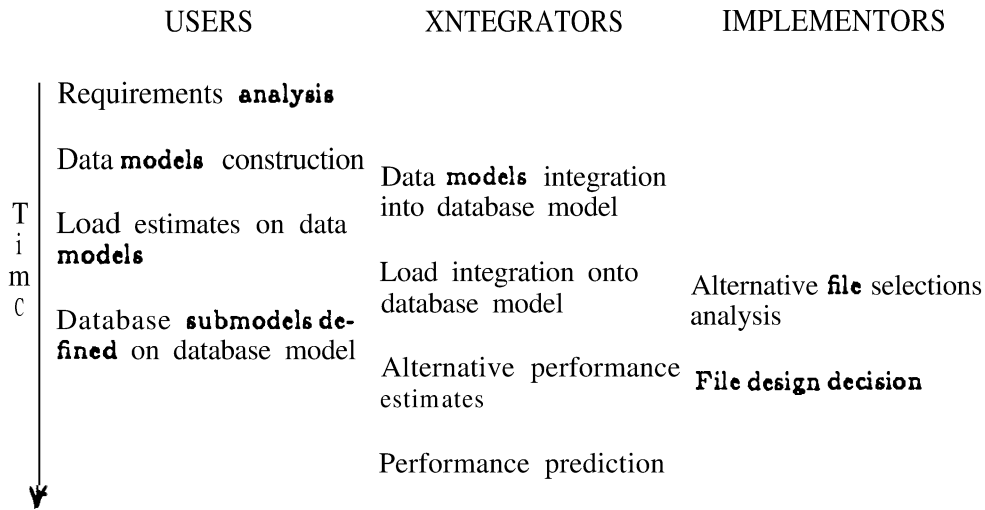 USERS
XNTEGRATORS
IMPLEMENTORS
Requirements analysis
Data models construction
Load estimates on data
models
Database submodels de-
fined on database model
Data models integration
into database model
Load integration onto
database model
Alternative performance
estimates
Performance prediction
Alternative file selections
analysis
File design decision
T
i
m
C